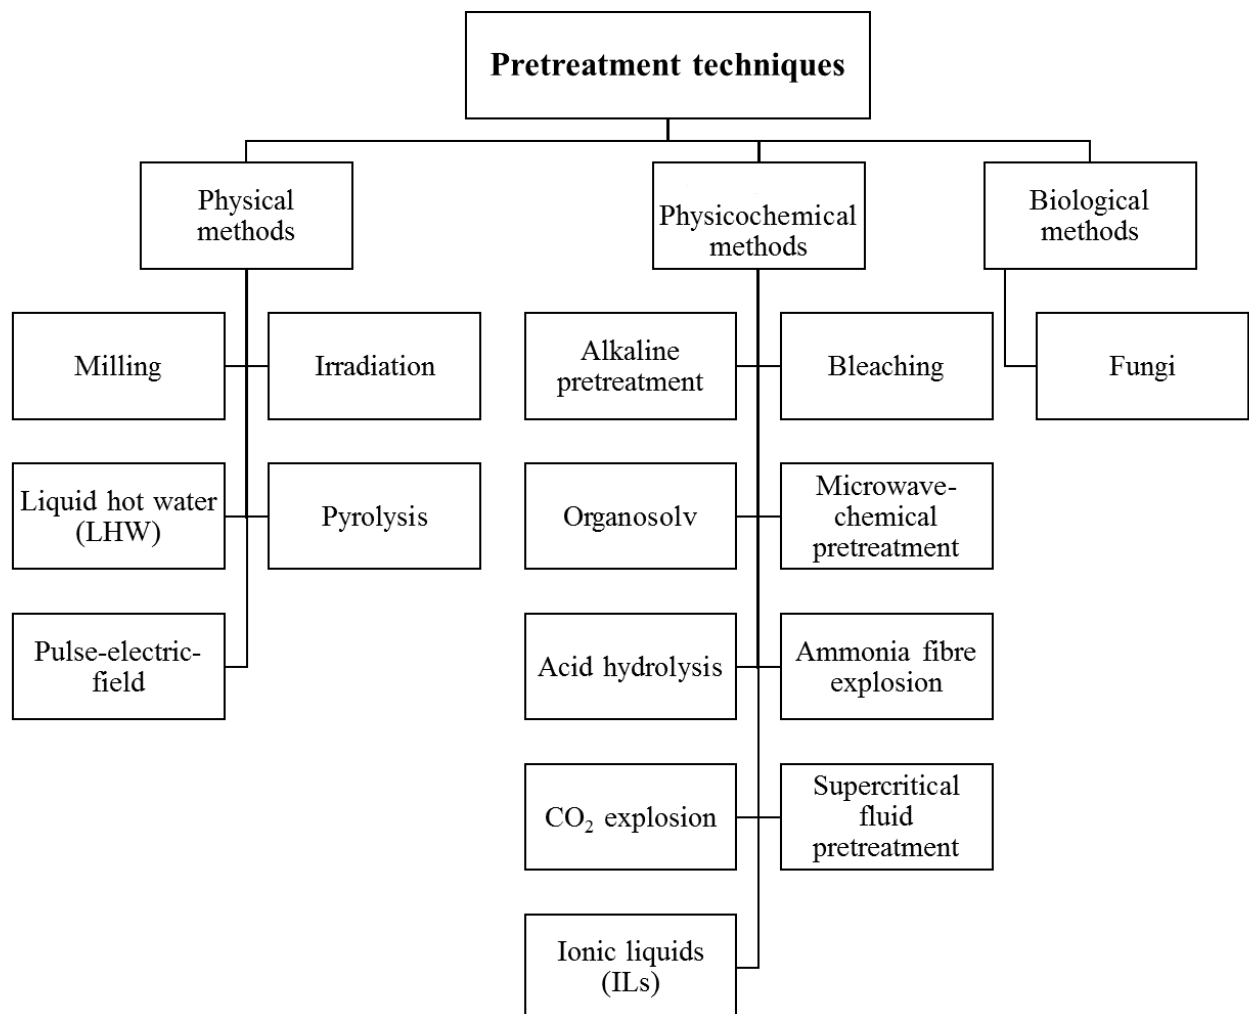 Pretreatment techniques
Physical
methods
Physicochemical
methods
Biological
methods
Milling
Irradiation
Alkaline
pretreatment
Bleaching
Fungi
Liquid hot water
(LHW)
Pyrolysis
Organosolv
Microwave-
chemical
pretreatment
Pulse-electric-
field
Acid hydrolysis
Ammonia fibre
explosion
CO₂ explosion
Supercritical
fluid
pretreatment
Ionic liquids
(ILs)